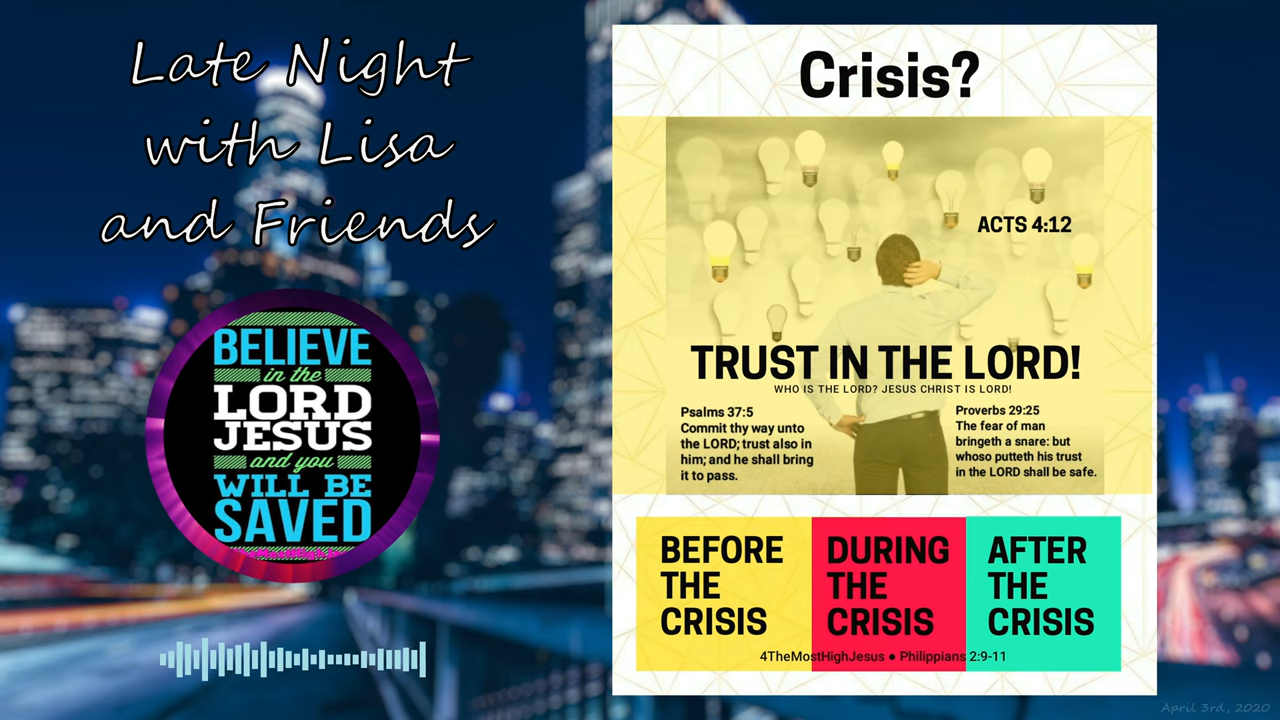 Late Night
with Lisa
and Friends
BELIEVE
in the
LORD
JESUS
and you
WILL BE
SAVED
Crisis?
ACTS 4:12
TRUST IN THE LORD!
WHO IS THE LORD? JESUS CHRIST IS LORD!
Psalms 37:5
Commit thy way unto
the LORD; trust also in
him; and he shall bring
it to pass.
Proverbs 29:25
The fear of man
bringeth a snare: but
whoso putteth his trust
in the LORD shall be safe.
BEFORE
THE
CRISIS
DURING
THE
CRISIS
AFTER
THE
CRISIS
4TheMostHighJesus ● Philippians 2:9-11
April 3rd, 2020